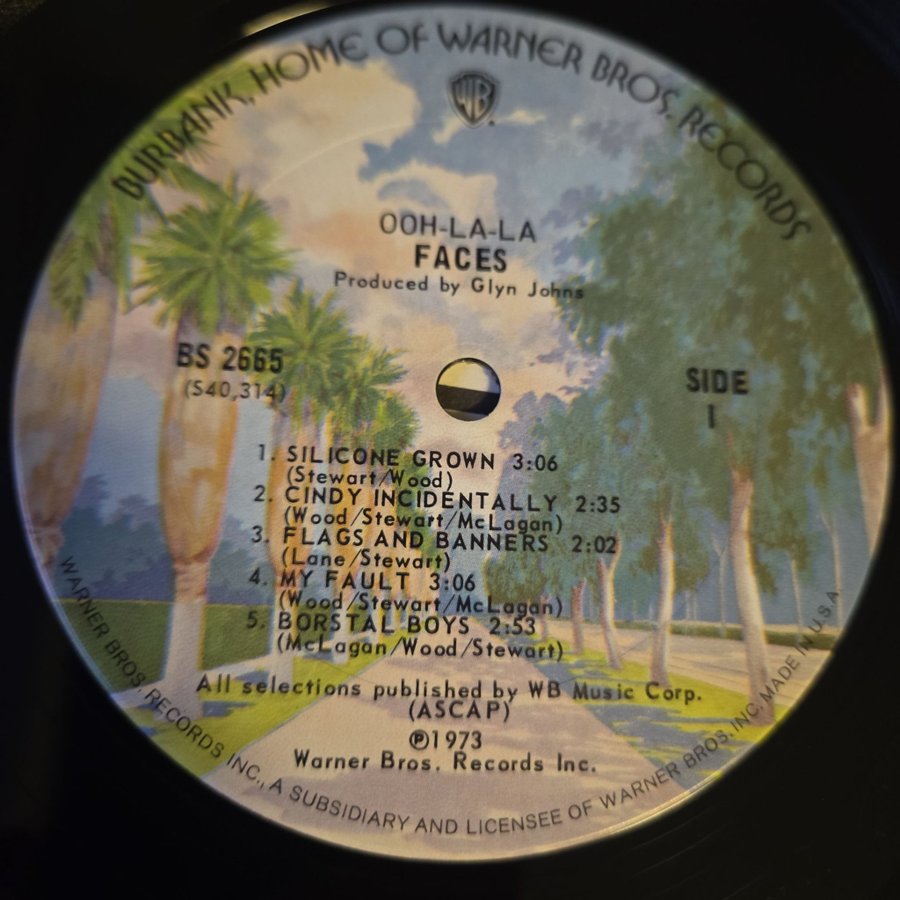 BURBANK, HOME OF WARNER BROS. RECORDS
WB
OOH-LA-LA
FACES
Produced by Glyn Johns
BS 2665
(S40,314)
SIDE
1
1. SILICONE GROWN 3:06
(Stewart/Wood)
2. CINDY INCIDENTALLY 2:35
(Wood/Stewart/McLagan)
3. FLAGS AND BANNERS 2:02
(Lane/Stewart)
4. MY FAULT 3:06
(Wood/Stewart/McLagan)
5. BORSTAL BOYS 2:53
(McLagan/Wood/Stewart)
All selections published by WB Music Corp.
(ASCAP)
℗1973
Warner Bros. Records Inc.
WARNER BROS. RECORDS INC., A SUBSIDIARY AND LICENSEE OF WARNER BROS. INC. MADE IN U.S.A.